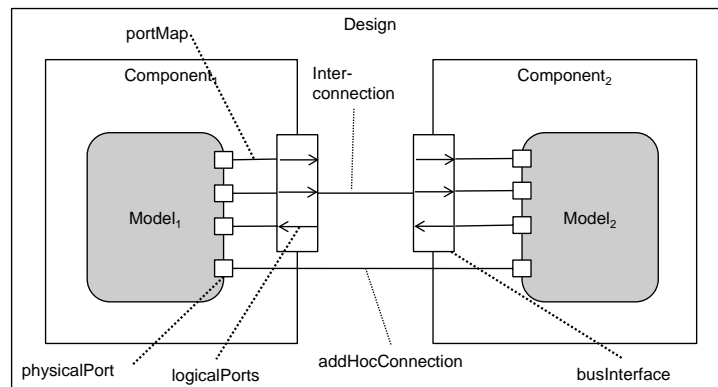 Design
portMap
Component₁
Inter-
connection
Component₂
Model₁
Model₂
physicalPort
logicalPorts
addHocConnection
busInterface